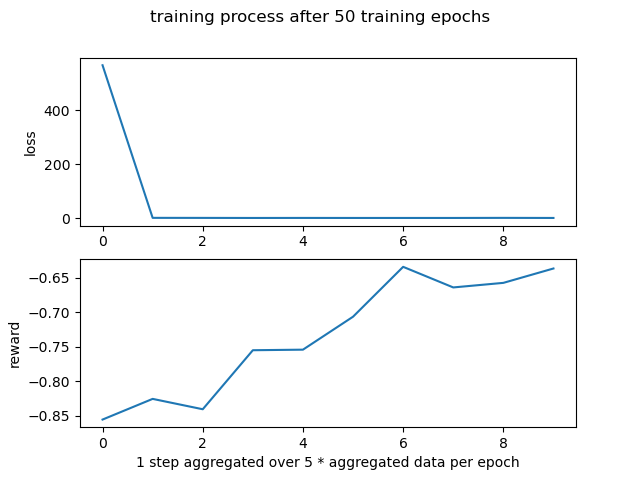 training process after 50 training epochs
400
200
0
loss
0 2 4 6 8
−0.65
−0.70
−0.75
−0.80
−0.85
reward
0 2 4 6 8
1 step aggregated over 5 * aggregated data per epoch